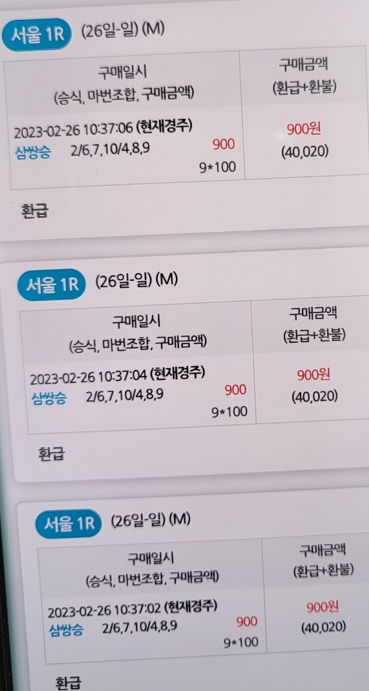 서울 1R (26일-일) (M)
구매일시
(승식, 마번조합, 구매금액)
구매금액
(환급+환불)
2023-02-26 10:37:06 (현재경주)
삼쌍승 2/6,7,10/4,8,9 900
9*100
900원
(40,020)
환급
서울 1R (26일-일) (M)
구매일시
(승식, 마번조합, 구매금액)
구매금액
(환급+환불)
2023-02-26 10:37:04 (현재경주)
삼쌍승 2/6,7,10/4,8,9 900
9*100
900원
(40,020)
환급
서울 1R (26일-일) (M)
구매일시
(승식, 마번조합, 구매금액)
구매금액
(환급+환불)
2023-02-26 10:37:02 (현재경주)
삼쌍승 2/6,7,10/4,8,9 900
9*100
900원
(40,020)
환급